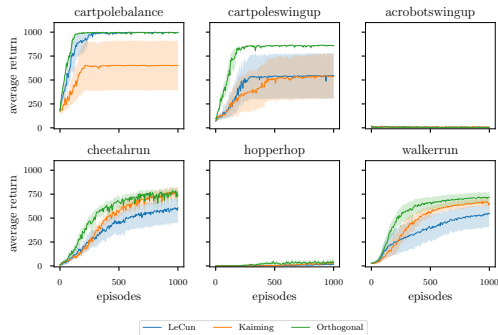 cartpolebalance cartpoleswingup acrobotswingup
average return
1000
750
500
250
0
cheetahrun hopperhop walkerrun
average return
1000
750
500
250
0
0 500 1000 0 500 1000 0 500 1000
episodes episodes episodes
LeCun Kaiming Orthogonal